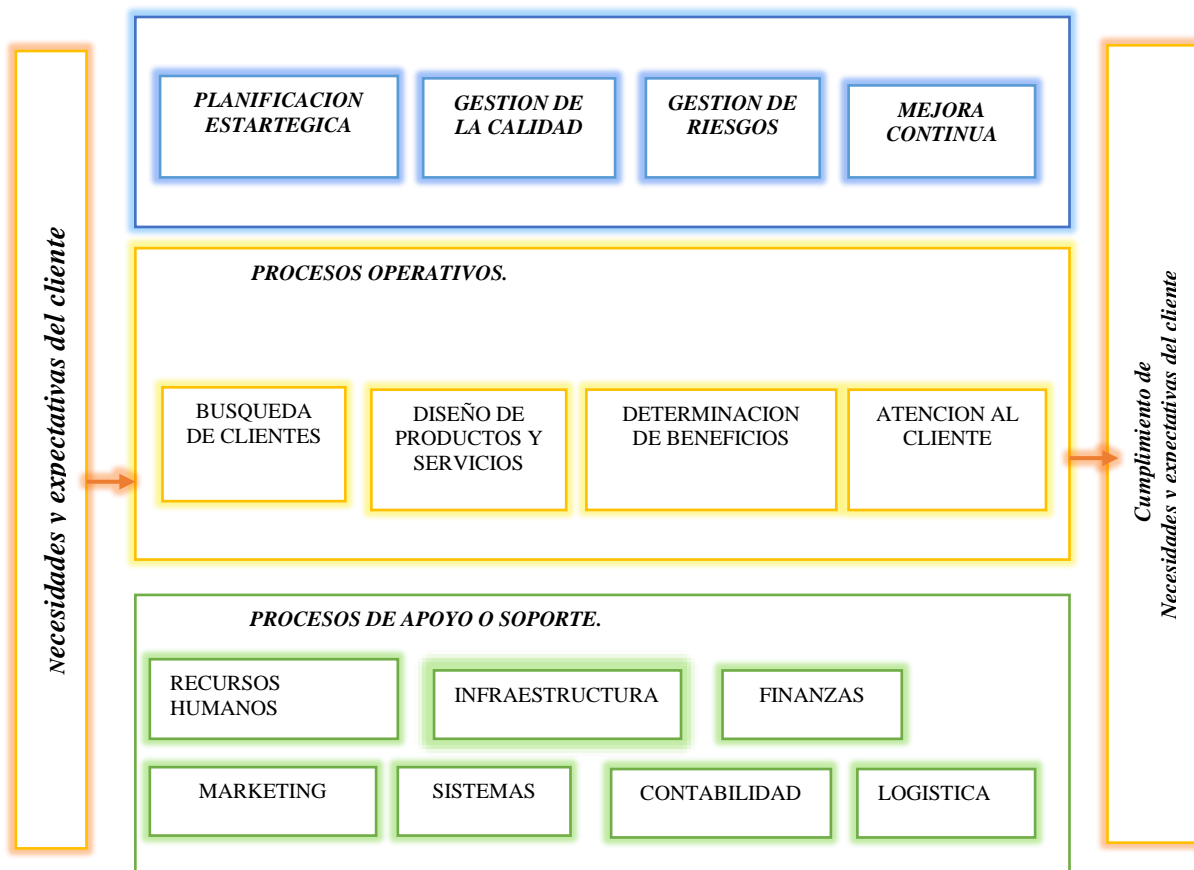 Necesidades y expectativas del cliente
PLANIFICACION
ESTARTEGICA
GESTION DE
LA CALIDAD
GESTION DE
RIESGOS
MEJORA
CONTINUA
PROCESOS OPERATIVOS.
BUSQUEDA
DE CLIENTES
DISEÑO DE
PRODUCTOS Y
SERVICIOS
DETERMINACION
DE BENEFICIOS
ATENCION AL
CLIENTE
PROCESOS DE APOYO O SOPORTE.
RECURSOS
HUMANOS
INFRAESTRUCTURA
FINANZAS
MARKETING
SISTEMAS
CONTABILIDAD
LOGISTICA
Cumplimiento de
Necesidades y expectativas del cliente